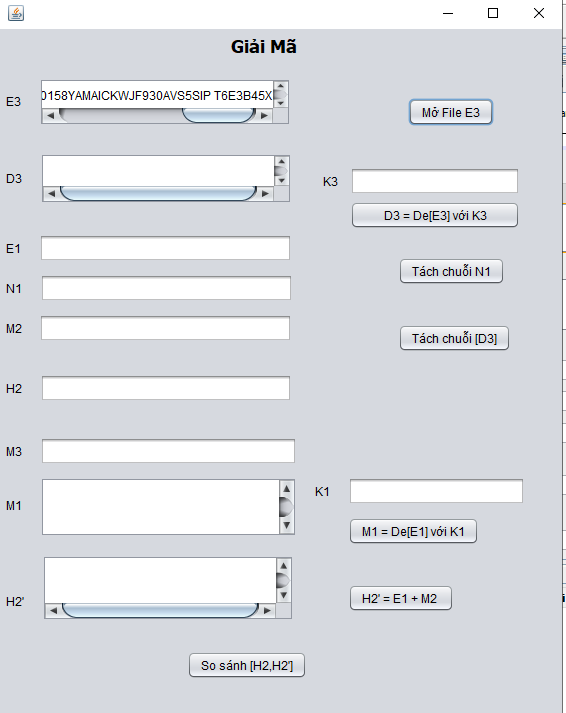 Giải Mã
E3
0158YAMAICKWJF930AVS5SIP T6E3B45X
Mở File E3
D3
K3
D3 = De[E3] với K3
E1
Tách chuỗi N1
N1
M2
Tách chuỗi [D3]
H2
M3
M1
K1
M1 = De[E1] với K1
H2'
H2' = E1 + M2
So sánh [H2,H2']